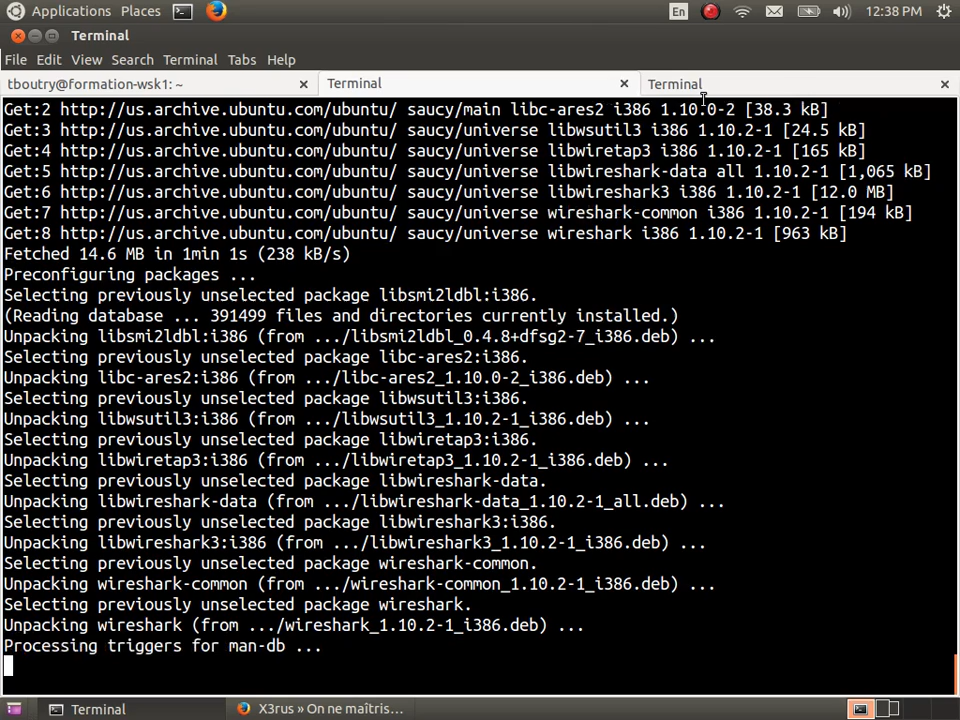 Applications Places En 12:38 PM
Terminal
File Edit View Search Terminal Tabs Help
tboutry@formation-wsk1: ~ Terminal Terminal
Get:2 http://us.archive.ubuntu.com/ubuntu/ saucy/main libc-ares2 i386 1.10.0-2 [38.3 kB]
Get:3 http://us.archive.ubuntu.com/ubuntu/ saucy/universe libwsutil3 i386 1.10.2-1 [24.5 kB]
Get:4 http://us.archive.ubuntu.com/ubuntu/ saucy/universe libwiretap3 i386 1.10.2-1 [165 kB]
Get:5 http://us.archive.ubuntu.com/ubuntu/ saucy/universe libwireshark-data all 1.10.2-1 [1,065 kB]
Get:6 http://us.archive.ubuntu.com/ubuntu/ saucy/universe libwireshark3 i386 1.10.2-1 [12.0 MB]
Get:7 http://us.archive.ubuntu.com/ubuntu/ saucy/universe wireshark-common i386 1.10.2-1 [194 kB]
Get:8 http://us.archive.ubuntu.com/ubuntu/ saucy/universe wireshark i386 1.10.2-1 [963 kB]
Fetched 14.6 MB in 1min 1s (238 kB/s)
Preconfiguring packages ...
Selecting previously unselected package libsmi2ldbl:i386.
(Reading database ... 391499 files and directories currently installed.)
Unpacking libsmi2ldbl:i386 (from .../libsmi2ldbl_0.4.8+dfsg2-7_i386.deb) ...
Selecting previously unselected package libc-ares2:i386.
Unpacking libc-ares2:i386 (from .../libc-ares2_1.10.0-2_i386.deb) ...
Selecting previously unselected package libwsutil3:i386.
Unpacking libwsutil3:i386 (from .../libwsutil3_1.10.2-1_i386.deb) ...
Selecting previously unselected package libwiretap3:i386.
Unpacking libwiretap3:i386 (from .../libwiretap3_1.10.2-1_i386.deb) ...
Selecting previously unselected package libwireshark-data.
Unpacking libwireshark-data (from .../libwireshark-data_1.10.2-1_all.deb) ...
Selecting previously unselected package libwireshark3:i386.
Unpacking libwireshark3:i386 (from .../libwireshark3_1.10.2-1_i386.deb) ...
Selecting previously unselected package wireshark-common.
Unpacking wireshark-common (from .../wireshark-common_1.10.2-1_i386.deb) ...
Selecting previously unselected package wireshark.
Unpacking wireshark (from .../wireshark_1.10.2-1_i386.deb) ...
Processing triggers for man-db ...
Terminal X3rus » On ne maîtris...